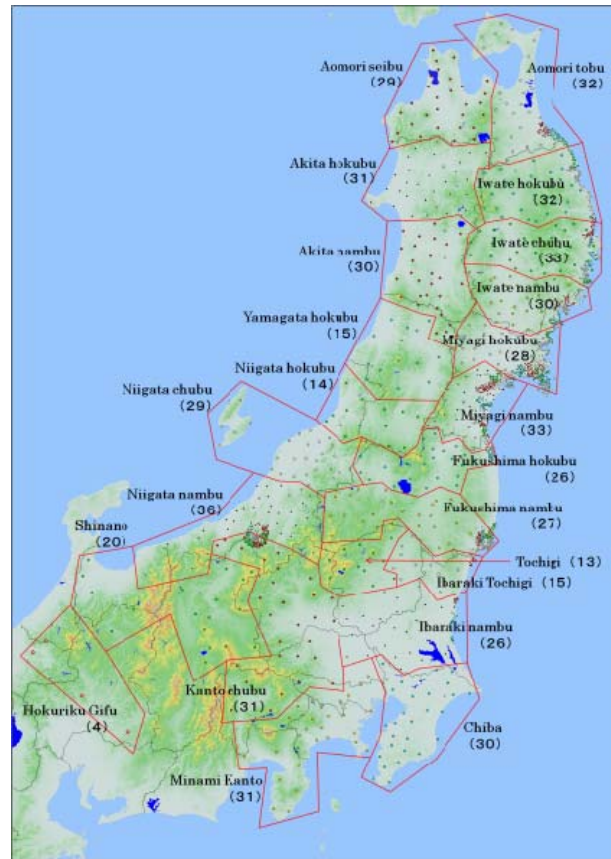 Aomori seibu
(29)
Aomori tobu
(32)
Akita hokubu
(31)
Iwate hokubu
(32)
Akita nambu
(30)
Iwate chubu
(33)
Iwate nambu
(30)
Yamagata hokubu
(15)
Miyagi hokubu
(28)
Niigata hokubu
(14)
Niigata chubu
(29)
Miyagi nambu
(33)
Fukushima hokubu
(26)
Niigata nambu
(36)
Fukushima nambu
(27)
Shinano
(20)
Tochigi (13)
Ibaraki Tochigi (15)
Ibaraki nambu
(26)
Kanto chubu
(31)
Hokuriku Gifu
(4)
Chiba
(30)
Minami Kanto
(31)